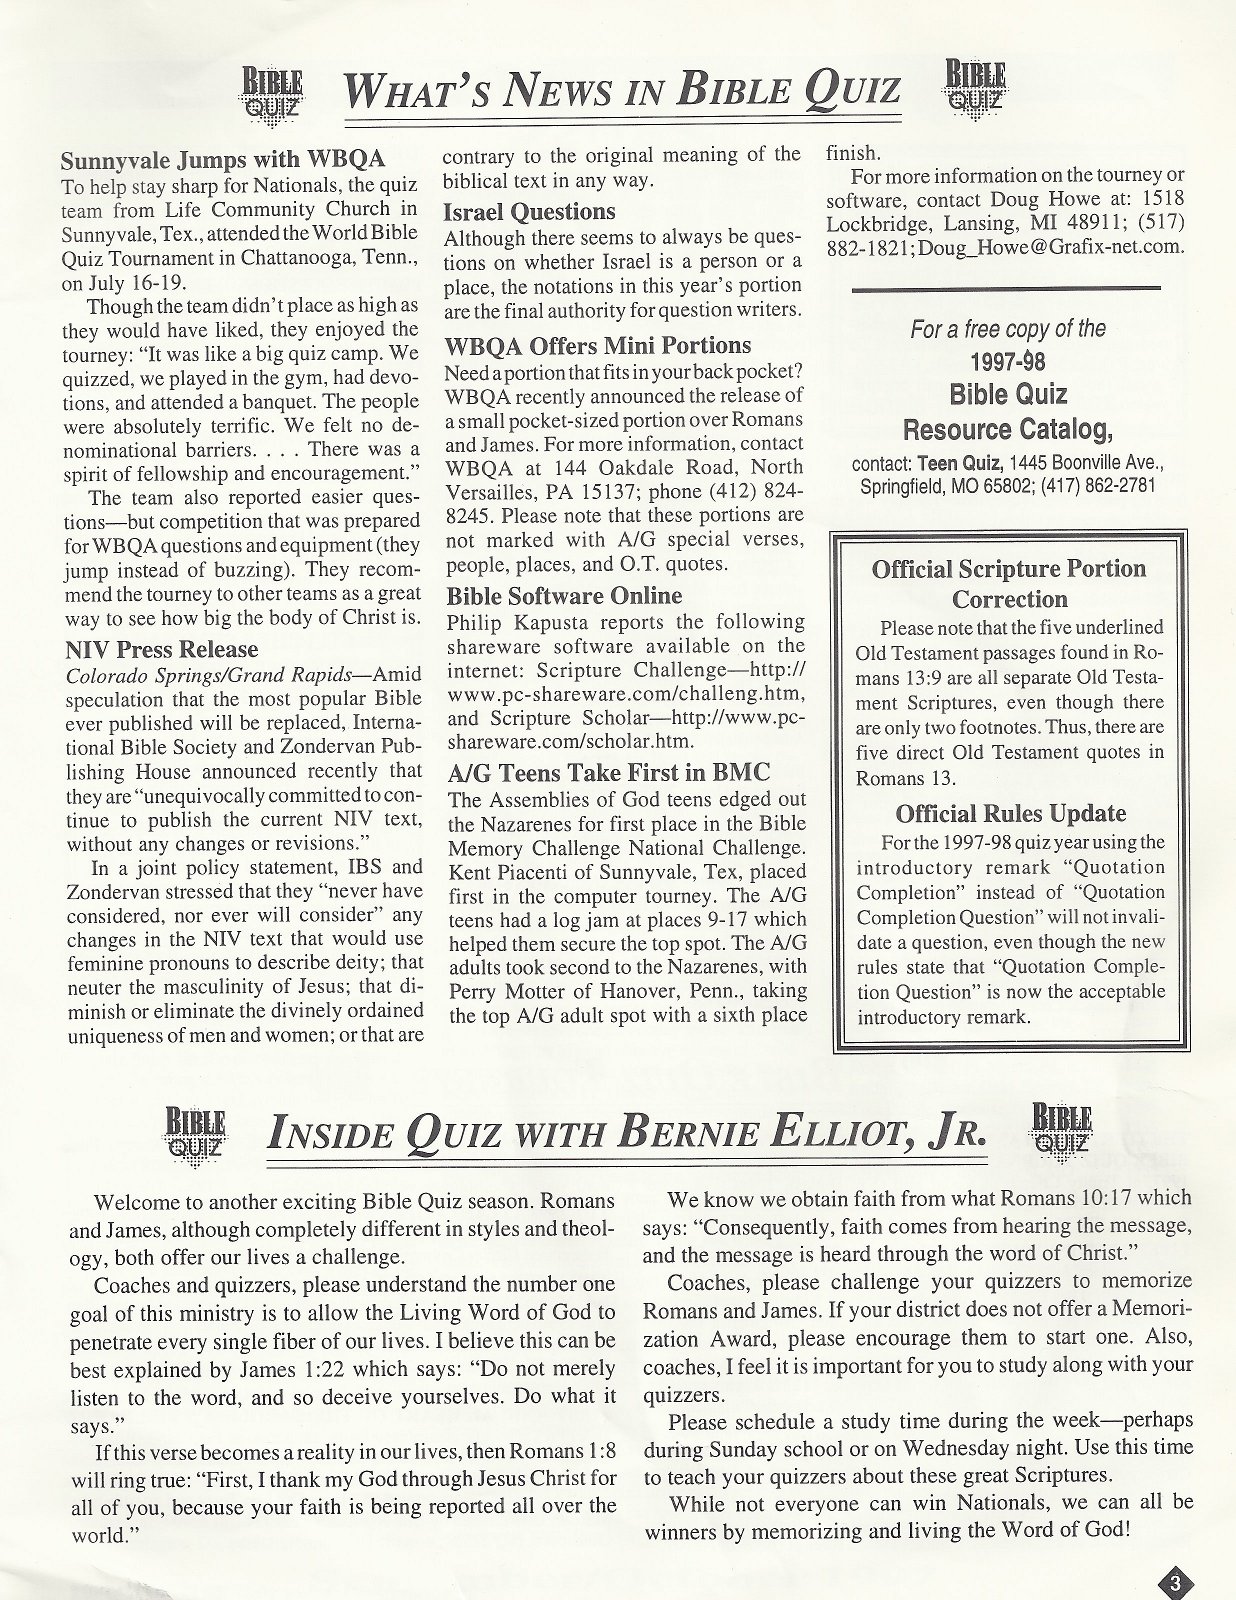 BIBLE
QUIZ
WHAT'S NEWS IN BIBLE QUIZ
BIBLE
QUIZ
Sunnyvale Jumps with WBQA
To help stay sharp for Nationals, the quiz
team from Life Community Church in
Sunnyvale, Tex., attended the World Bible
Quiz Tournament in Chattanooga, Tenn.,
on July 16-19.
Though the team didn't place as high as
they would have liked, they enjoyed the
tourney: “It was like a big quiz camp. We
quizzed, we played in the gym, had devo-
tions, and attended a banquet. The people
were absolutely terrific. We felt no de-
nominational barriers. . . . There was a
spirit of fellowship and encouragement.”
The team also reported easier ques-
tions—but competition that was prepared
for WBQA questions and equipment (they
jump instead of buzzing). They recom-
mend the tourney to other teams as a great
way to see how big the body of Christ is.
NIV Press Release
Colorado Springs/Grand Rapids—Amid
speculation that the most popular Bible
ever published will be replaced, Interna-
tional Bible Society and Zondervan Pub-
lishing House announced recently that
they are “unequivocally committed to con-
tinue to publish the current NIV text,
without any changes or revisions.”
In a joint policy statement, IBS and
Zondervan stressed that they “never have
considered, nor ever will consider” any
changes in the NIV text that would use
feminine pronouns to describe deity; that
neuter the masculinity of Jesus; that di-
minish or eliminate the divinely ordained
uniqueness of men and women; or that are
contrary to the original meaning of the
biblical text in any way.
Israel Questions
Although there seems to always be ques-
tions on whether Israel is a person or a
place, the notations in this year's portion
are the final authority for question writers.
WBQA Offers Mini Portions
Need a portion that fits in your back pocket?
WBQA recently announced the release of
a small pocket-sized portion over Romans
and James. For more information, contact
WBQA at 144 Oakdale Road, North
Versailles, PA 15137; phone (412) 824-
8245. Please note that these portions are
not marked with A/G special verses,
people, places, and O.T. quotes.
Bible Software Online
Philip Kapusta reports the following
shareware software available on the
internet: Scripture Challenge—http://
www.pc-shareware.com/challeng.htm,
and Scripture Scholar—http://www.pc-
shareware.com/scholar.htm.
A/G Teens Take First in BMC
The Assemblies of God teens edged out
the Nazarenes for first place in the Bible
Memory Challenge National Challenge.
Kent Piacenti of Sunnyvale, Tex, placed
first in the computer tourney. The A/G
teens had a log jam at places 9-17 which
helped them secure the top spot. The A/G
adults took second to the Nazarenes, with
Perry Motter of Hanover, Penn., taking
the top A/G adult spot with a sixth place
finish.
For more information on the tourney or
software, contact Doug Howe at: 1518
Lockbridge, Lansing, MI 48911; (517)
882-1821; Doug_Howe@Grafix-net.com.
For a free copy of the
1997-98
Bible Quiz
Resource Catalog,
contact: Teen Quiz, 1445 Boonville Ave.,
Springfield, MO 65802; (417) 862-2781
Official Scripture Portion
Correction
Please note that the five underlined
Old Testament passages found in Ro-
mans 13:9 are all separate Old Testa-
ment Scriptures, even though there
are only two footnotes. Thus, there are
five direct Old Testament quotes in
Romans 13.
Official Rules Update
For the 1997-98 quiz year using the
introductory remark “Quotation
Completion” instead of “Quotation
Completion Question” will not invali-
date a question, even though the new
rules state that “Quotation Comple-
tion Question” is now the acceptable
introductory remark.
BIBLE
QUIZ
INSIDE QUIZ WITH BERNIE ELLIOT, JR.
BIBLE
QUIZ
Welcome to another exciting Bible Quiz season. Romans
and James, although completely different in styles and theol-
ogy, both offer our lives a challenge.
Coaches and quizzers, please understand the number one
goal of this ministry is to allow the Living Word of God to
penetrate every single fiber of our lives. I believe this can be
best explained by James 1:22 which says: “Do not merely
listen to the word, and so deceive yourselves. Do what it
says.”
If this verse becomes a reality in our lives, then Romans 1:8
will ring true: “First, I thank my God through Jesus Christ for
all of you, because your faith is being reported all over the
world.”
We know we obtain faith from what Romans 10:17 which
says: “Consequently, faith comes from hearing the message,
and the message is heard through the word of Christ.”
Coaches, please challenge your quizzers to memorize
Romans and James. If your district does not offer a Memori-
zation Award, please encourage them to start one. Also,
coaches, I feel it is important for you to study along with your
quizzers.
Please schedule a study time during the week—perhaps
during Sunday school or on Wednesday night. Use this time
to teach your quizzers about these great Scriptures.
While not everyone can win Nationals, we can all be
winners by memorizing and living the Word of God!
3